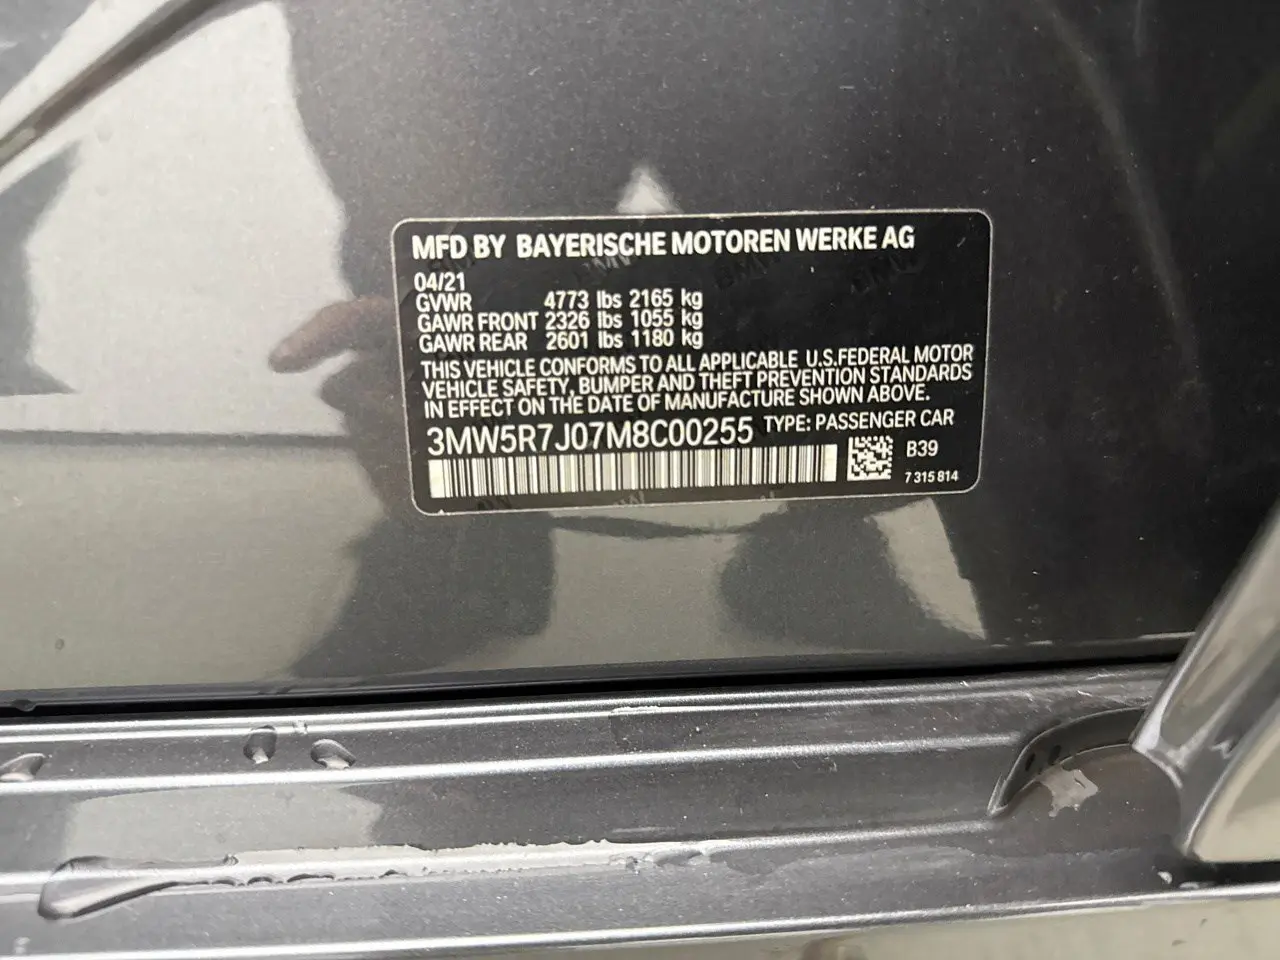 MFD BY BAYERISCHE MOTOREN WERKE AG
04/21
GVWR 4773 lbs 2165 kg
GAWR FRONT 2326 lbs 1055 kg
GAWR REAR 2601 lbs 1180 kg
THIS VEHICLE CONFORMS TO ALL APPLICABLE U.S.FEDERAL MOTOR
VEHICLE SAFETY, BUMPER AND THEFT PREVENTION STANDARDS
IN EFFECT ON THE DATE OF MANUFACTURE SHOWN ABOVE.
3MW5R7J07M8C00255 TYPE: PASSENGER CAR
B39
7 315 814